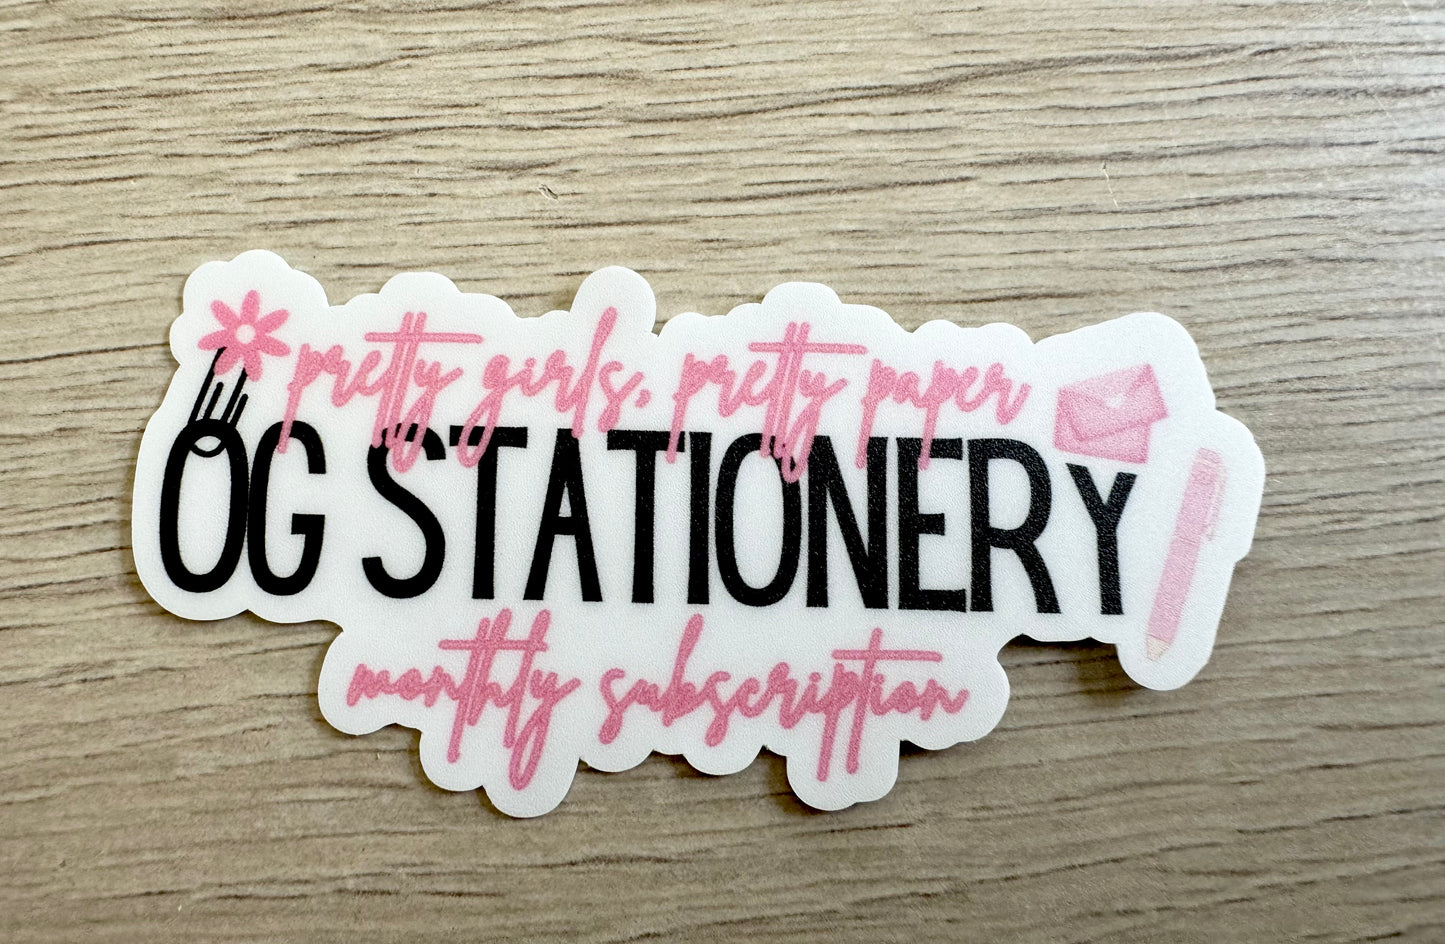 pretty girls, pretty paper
OG STATIONERY
monthly subscription